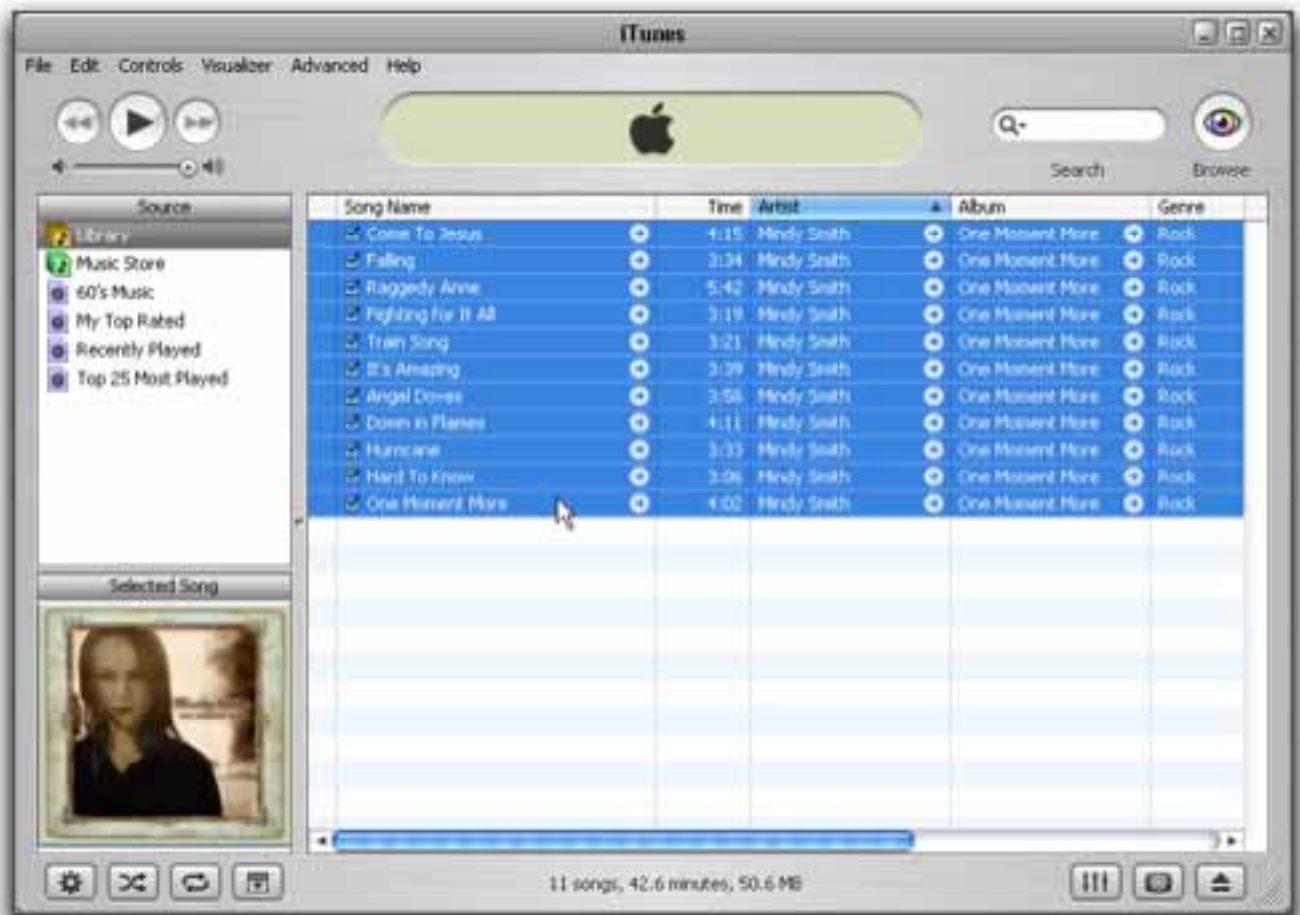 iTunes
File Edit Controls Visualizer Advanced Help
Search
Browse
Source
Library
Music Store
60's Music
My Top Rated
Recently Played
Top 25 Most Played
Selected Song
Song Name Time Artist Album Genre
Come To Jesus 4:15 Mindy Smith One Moment More Rock
Falling 3:34 Mindy Smith One Moment More Rock
Raggedy Anne 5:42 Mindy Smith One Moment More Rock
Fighting for It All 3:19 Mindy Smith One Moment More Rock
Train Song 3:21 Mindy Smith One Moment More Rock
It's Amazing 3:39 Mindy Smith One Moment More Rock
Angel Doves 3:56 Mindy Smith One Moment More Rock
Down in Flames 4:11 Mindy Smith One Moment More Rock
Hurricane 3:33 Mindy Smith One Moment More Rock
Hard To Know 3:06 Mindy Smith One Moment More Rock
One Moment More 4:02 Mindy Smith One Moment More Rock
11 songs, 42.6 minutes, 50.6 MB